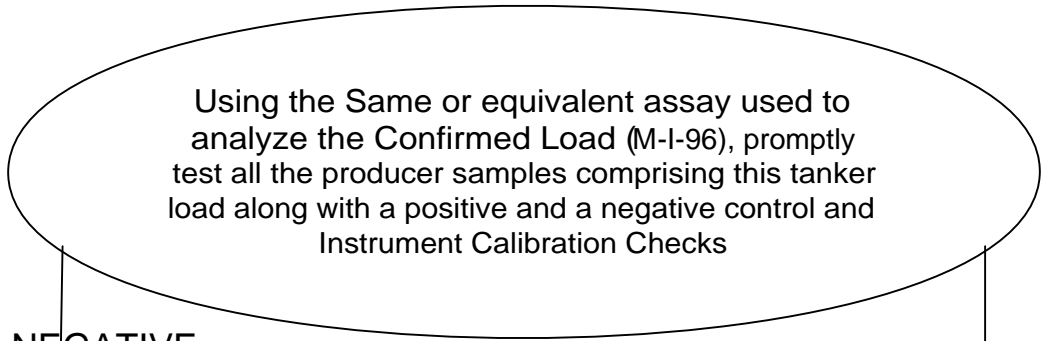 Using the Same or equivalent assay used to
analyze the Confirmed Load (M-I-96), promptly
test all the producer samples comprising this tanker
load along with a positive and a negative control and
Instrument Calibration Checks
NEGATIVE